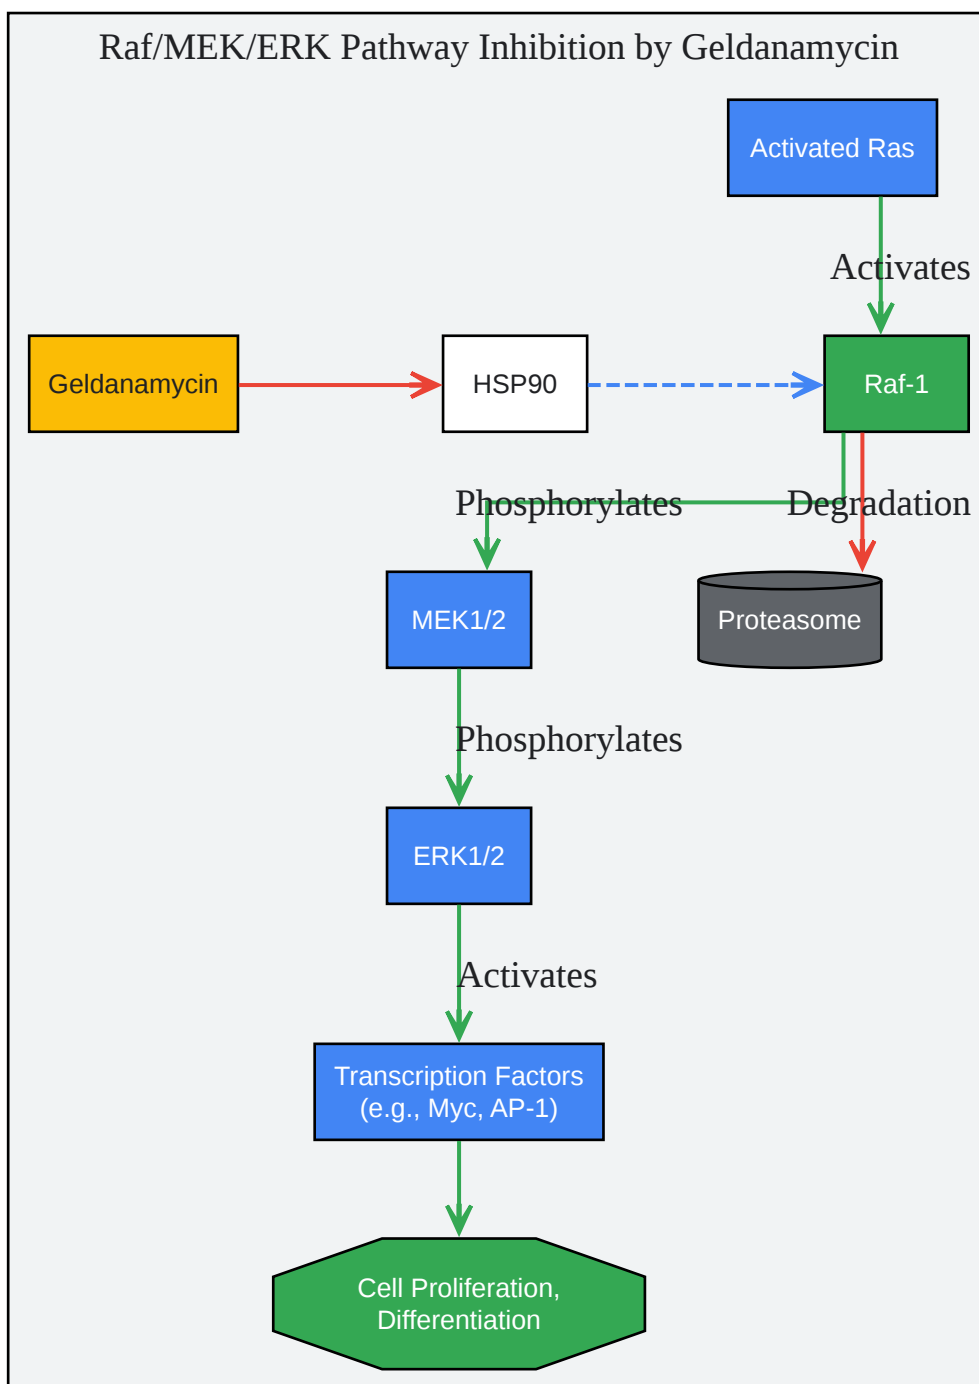 Raf/MEK/ERK Pathway Inhibition by Geldanamycin
Activated Ras
Activates
Geldanamycin
HSP90
Raf-1
Phosphorylates
Degradation
MEK1/2
Proteasome
Phosphorylates
ERK1/2
Activates
Transcription Factors
(e.g., Myc, AP-1)
Cell Proliferation,
Differentiation